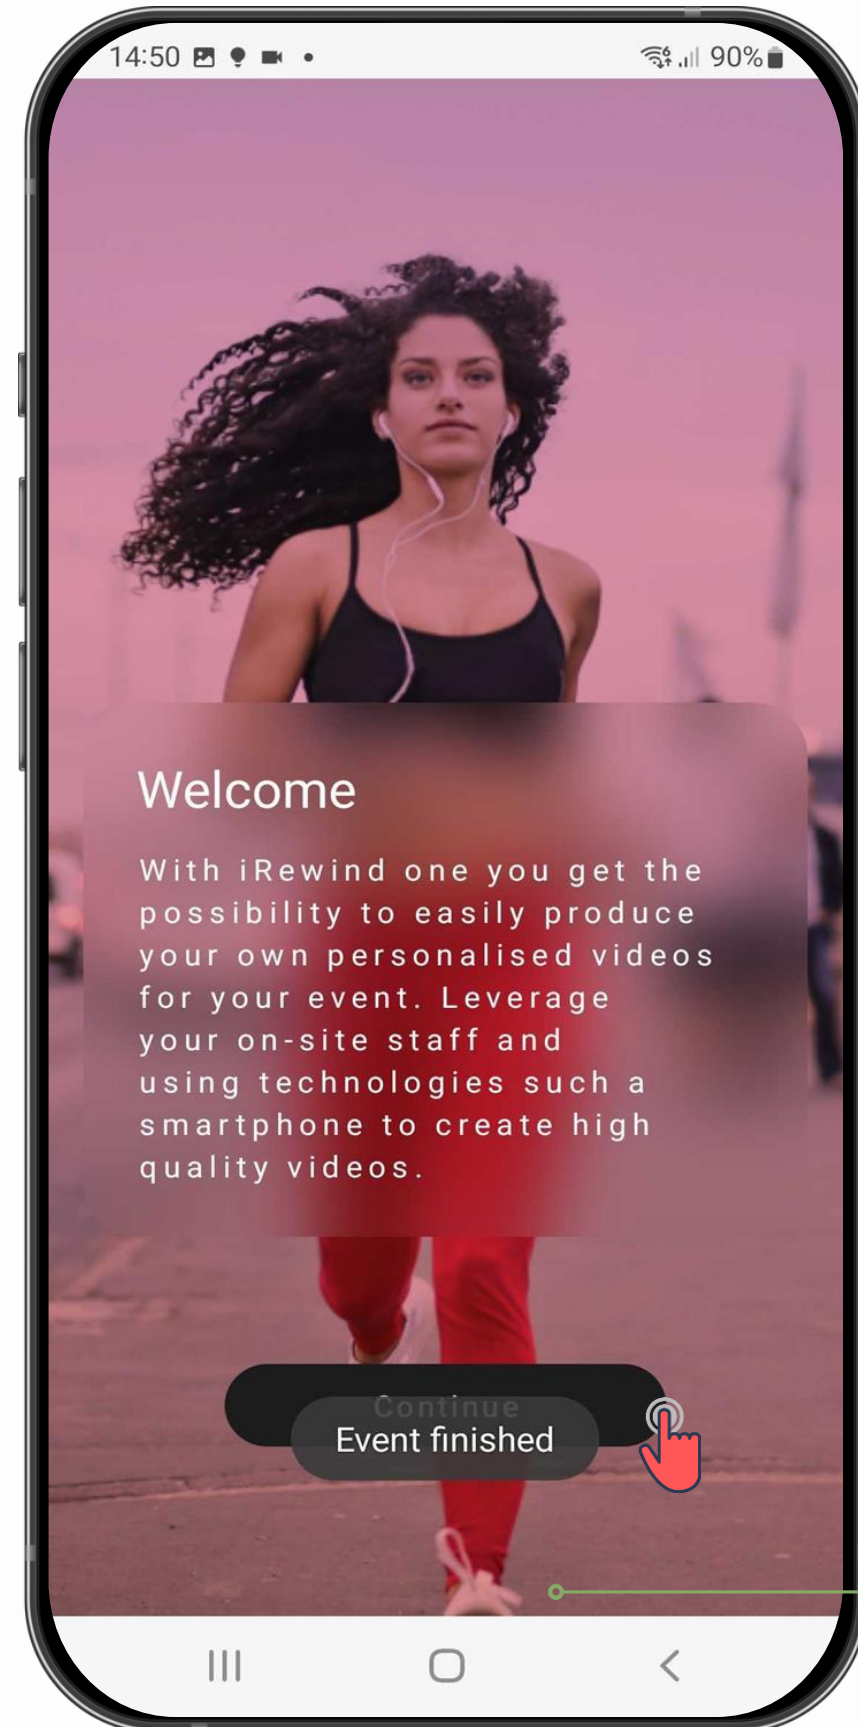 14:50
90%
Welcome
With iRewind one you get the
possibility to easily produce
your own personalised videos
for your event. Leverage
your on-site staff and
using technologies such a
smartphone to create high
quality videos.
Continue
Event finished